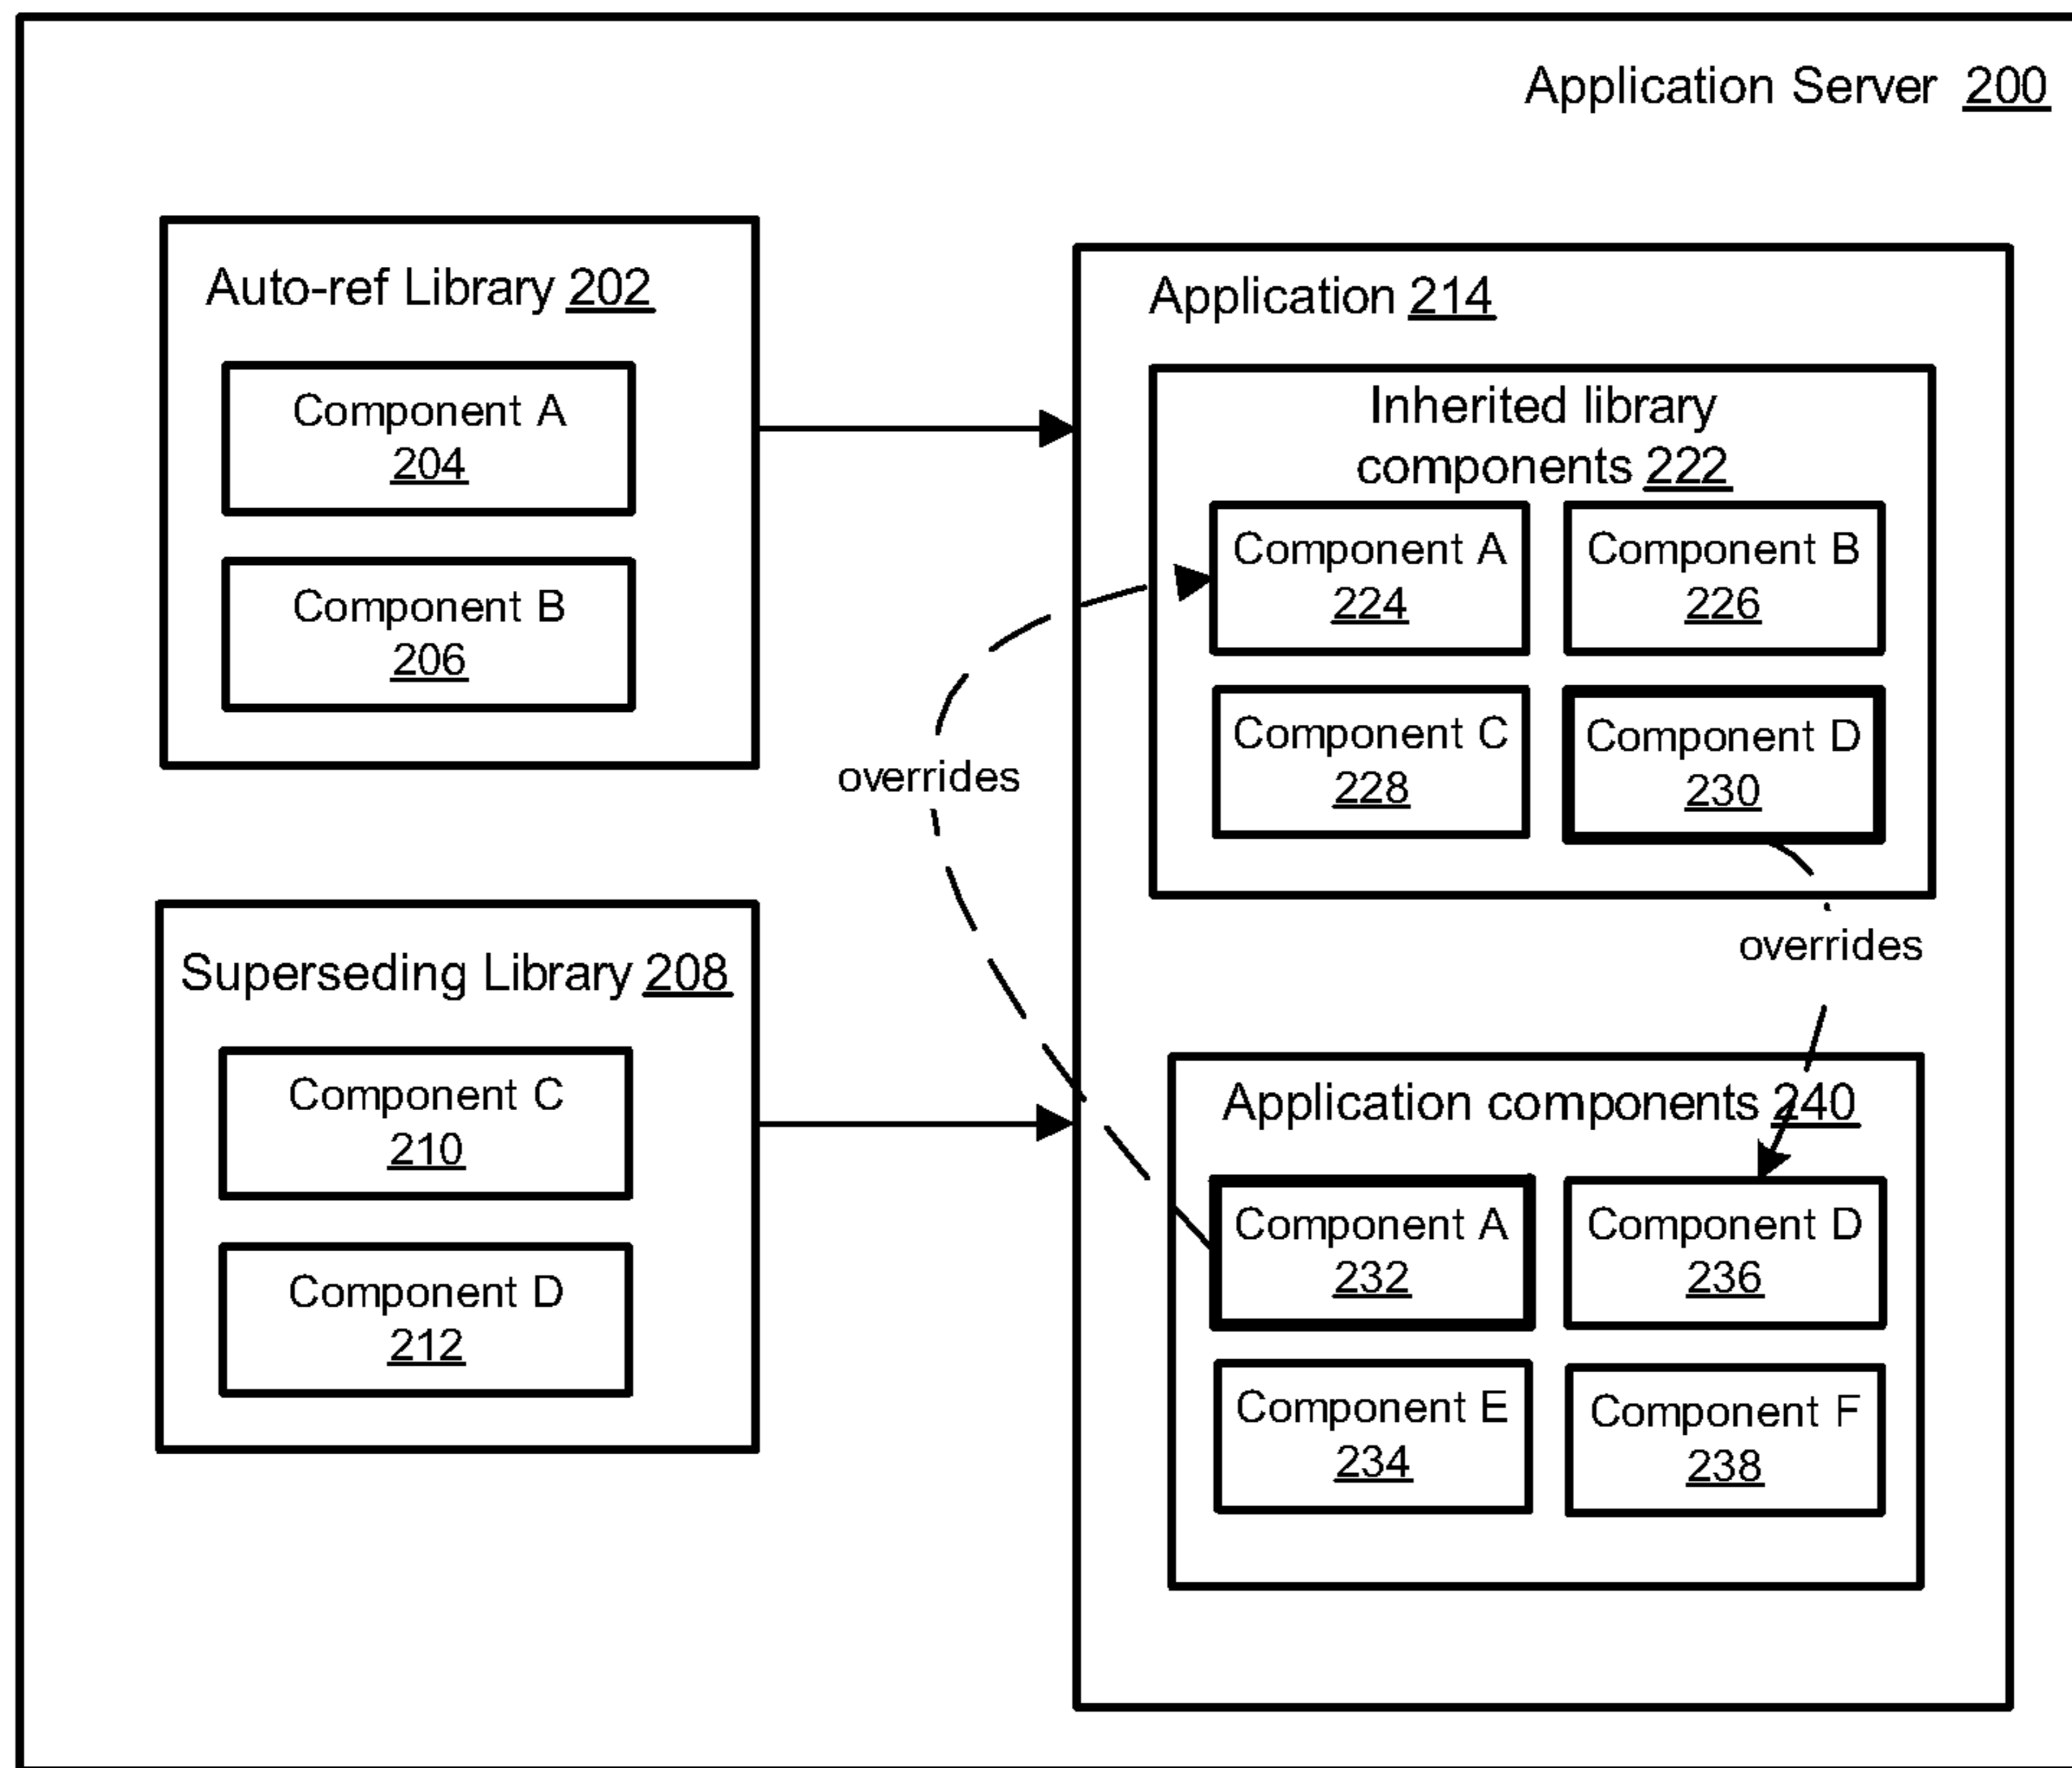 Application Server 200
Auto-ref Library 202
Component A
204
Component B
206
Superseding Library 208
Component C
210
Component D
212
overrides
Application 214
Inherited library
components 222
Component A
224
Component B
226
Component C
228
Component D
230
overrides
Application components 240
Component A
232
Component D
236
Component E
234
Component F
238